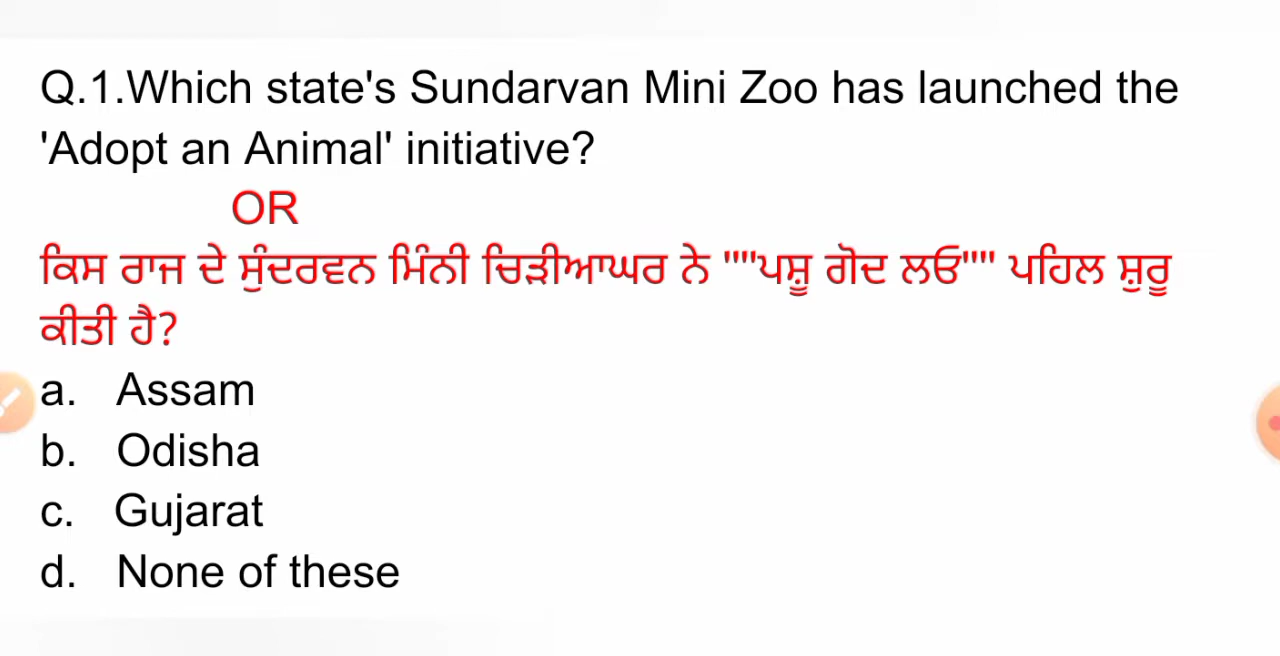 Q.1.Which state's Sundarvan Mini Zoo has launched the
'Adopt an Animal' initiative?
OR
ਕਿਸ ਰਾਜ ਦੇ ਸੁੰਦਰਵਨ ਮਿੰਨੀ ਚਿੜੀਆਘਰ ਨੇ ""''ਪਸ਼ੂ ਗੋਦ ਲਓ"'' ਪਹਿਲ ਸ਼ੁਰੂ
ਕੀਤੀ ਹੈ?
a. Assam
b. Odisha
c. Gujarat
d. None of these